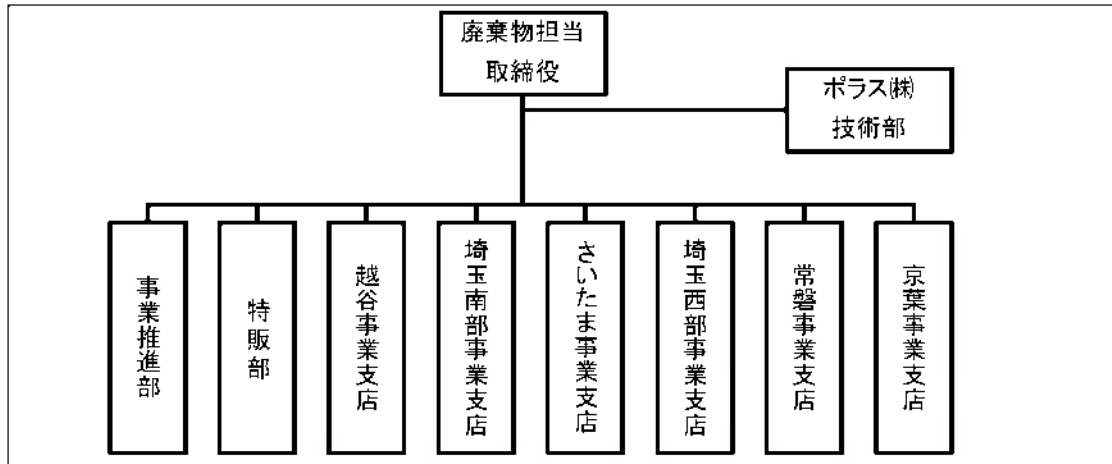 廃棄物担当
取締役
ポラス㈱
技術部
事業推進部
特販部
越谷事業支店
埼玉南部事業支店
さいたま事業支店
埼玉西部事業支店
常磐事業支店
京葉事業支店